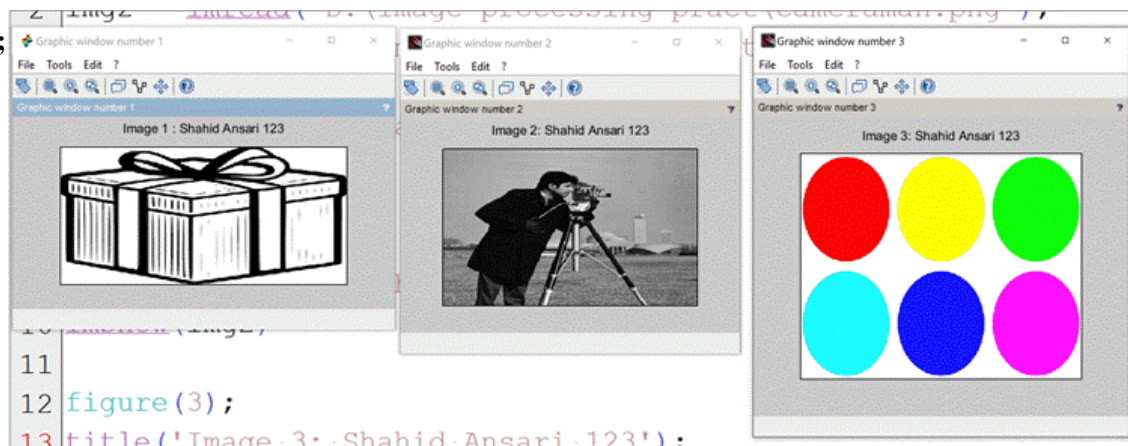 2 img2 imread( D:\image processing pract\cameraman.png );
;
Graphic window number 1
File Tools Edit ?
Graphic window number 1 ?
Image 1 : Shahid Ansari 123
Graphic window number 2
File Tools Edit ?
Graphic window number 2 ?
Image 2: Shahid Ansari 123
Graphic window number 3
File Tools Edit ?
Graphic window number 3 ?
Image 3: Shahid Ansari 123
10 imshow(img2)
11
12 figure(3);
13 title('Image 3: Shahid Ansari 123');